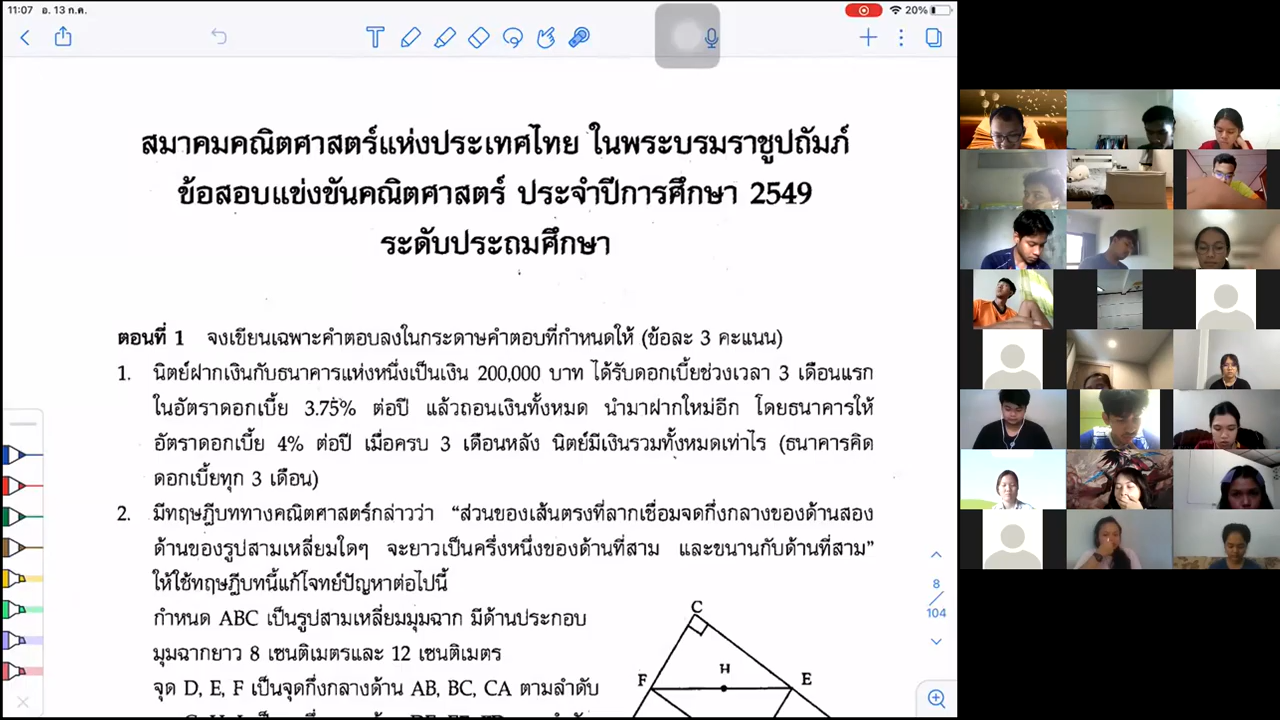 11:07 อ. 13 ก.ค.
20%
สมาคมคณิตศาสตร์แห่งประเทศไทย ในพระบรมราชูปถัมภ์
ข้อสอบแข่งขันคณิตศาสตร์ ประจำปีการศึกษา 2549
ระดับประถมศึกษา
ตอนที่ 1 จงเขียนเฉพาะคำตอบลงในกระดาษคำตอบที่กำหนดให้ (ข้อละ 3 คะแนน)
1. นิตย์ฝากเงินกับธนาคารแห่งหนึ่งเป็นเงิน 200,000 บาท ได้รับดอกเบี้ยช่วงเวลา 3 เดือนแรก
ในอัตราดอกเบี้ย 3.75% ต่อปี แล้วถอนเงินทั้งหมด นำมาฝากใหม่อีก โดยธนาคารให้
อัตราดอกเบี้ย 4% ต่อปี เมื่อครบ 3 เดือนหลัง นิตย์มีเงินรวมทั้งหมดเท่าไร (ธนาคารคิด
ดอกเบี้ยทุก 3 เดือน)
2. มีทฤษฎีบททางคณิตศาสตร์กล่าวว่า “ส่วนของเส้นตรงที่ลากเชื่อมจุดกึ่งกลางของด้านสอง
ด้านของรูปสามเหลี่ยมใดๆ จะยาวเป็นครึ่งหนึ่งของด้านที่สาม และขนานกับด้านที่สาม”
ให้ใช้ทฤษฎีบทนี้แก้โจทย์ปัญหาต่อไปนี้
กำหนด ABC เป็นรูปสามเหลี่ยมมุมฉาก มีด้านประกอบ
มุมฉากยาว 8 เซนติเมตรและ 12 เซนติเมตร
จุด D, E, F เป็นจุดกึ่งกลางด้าน AB, BC, CA ตามลำดับ
C
H
F
E
8
104